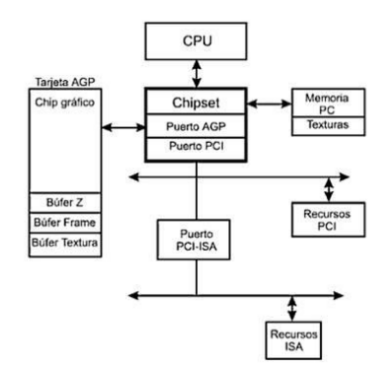 CPU
Tarjeta AGP
Chip gráfico
Chipset
Puerto AGP
Puerto PCI
Memoria
PC
Texturas
Búfer Z
Búfer Frame
Búfer Textura
Puerto
PCI-ISA
Recursos
PCI
Recursos
ISA